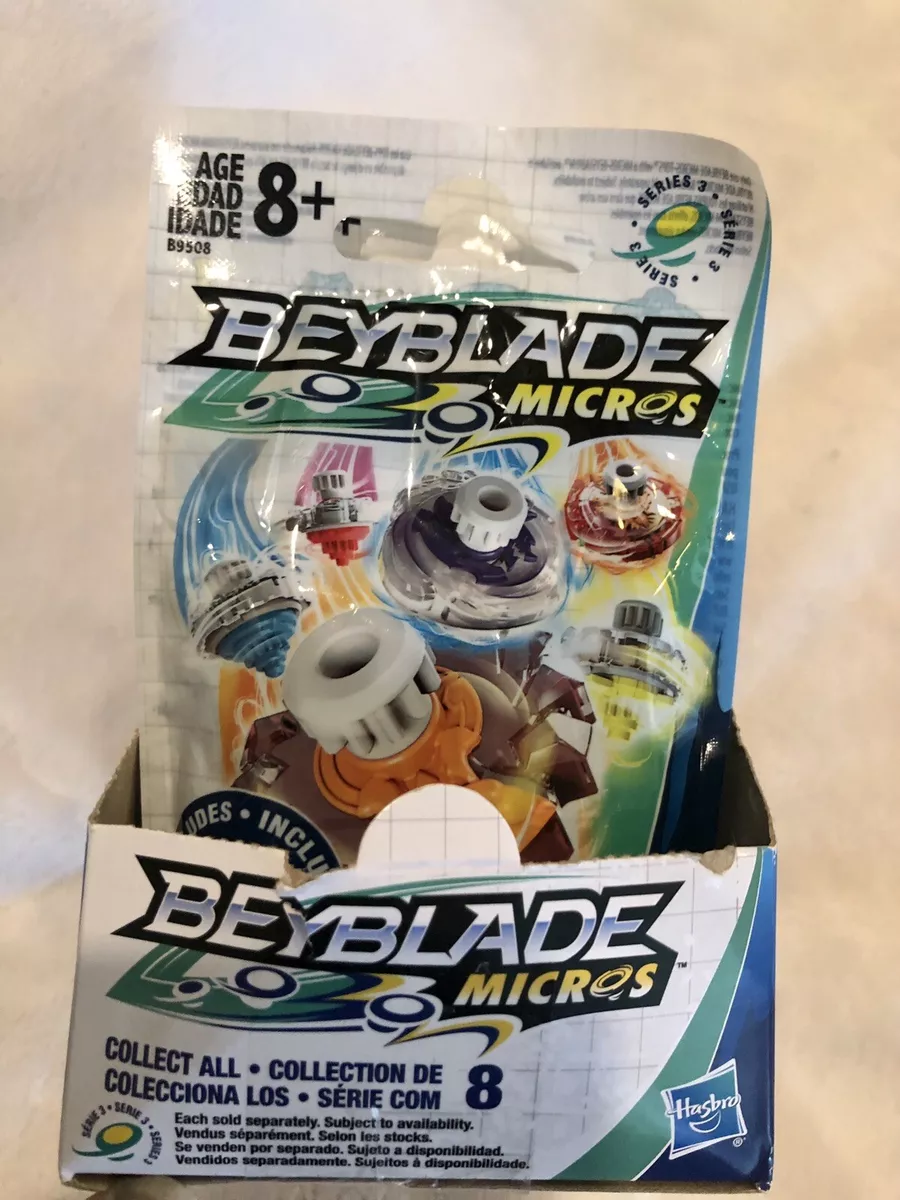 AGE
EDAD
IDADE
8+
B9508
SERIES 3 • SÉRIE 3 • SERIE 3 •
BEYBLADE
MICROS
UDES • INCLU
BEYBLADE
MICROS™
COLLECT ALL • COLLECTION DE
COLECCIONA LOS • SÉRIE COM 8
SÉRIE 3 • SERIE 3 • SERIES 3
Each sold separately. Subject to availability.
Vendus séparément. Selon les stocks.
Se venden por separado. Sujeto a disponibilidad.
Vendidos separadamente. Sujeitos à disponibilidade.
Hasbro®